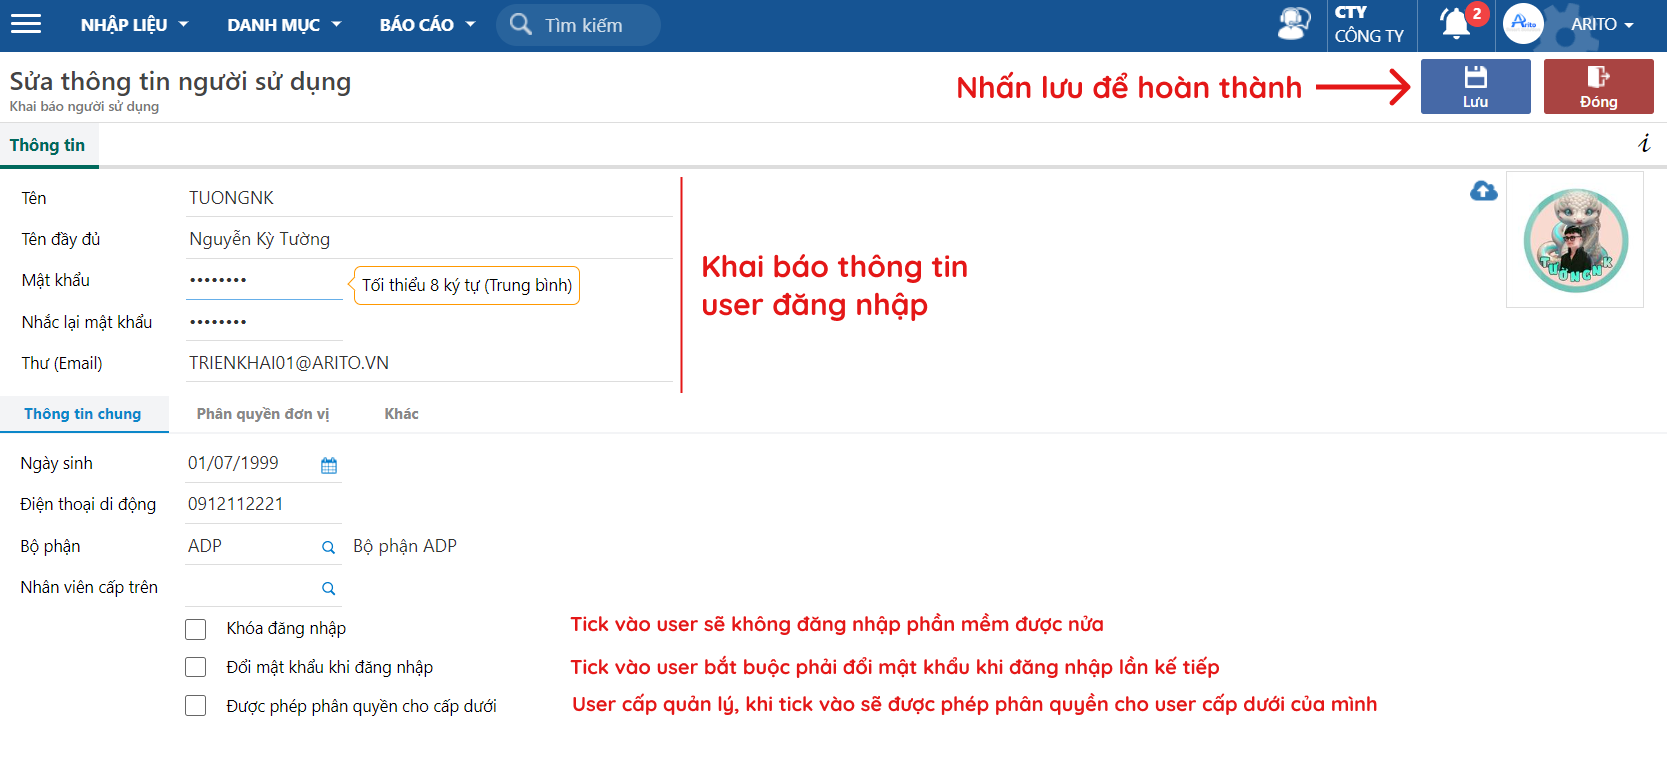 NHẬP LIỆU DANH MỤC BÁO CÁO Tìm kiếm CTY 2 Arito ARITO
CÔNG TY
Sửa thông tin người sử dụng
Khai báo người sử dụng
Nhấn lưu để hoàn thành
Lưu Đóng
Thông tin i
Tên TUONGNK
Tên đầy đủ Nguyễn Kỳ Tường
Mật khẩu •••••••• Tối thiểu 8 ký tự (Trung bình)
Nhắc lại mật khẩu ••••••••
Thư (Email) TRIENKHAI01@ARITO.VN
Khai báo thông tin
user đăng nhập
TƯỜNGNK
Thông tin chung Phân quyền đơn vị Khác
Ngày sinh 01/07/1999
Điện thoại di động 0912112221
Bộ phận ADP Bộ phận ADP
Nhân viên cấp trên
Khóa đăng nhập Tick vào user sẽ không đăng nhập phần mềm được nửa
Đổi mật khẩu khi đăng nhập Tick vào user bắt buộc phải đổi mật khẩu khi đăng nhập lần kế tiếp
Được phép phân quyền cho cấp dưới User cấp quản lý, khi tick vào sẽ được phép phân quyền cho user cấp dưới của mình